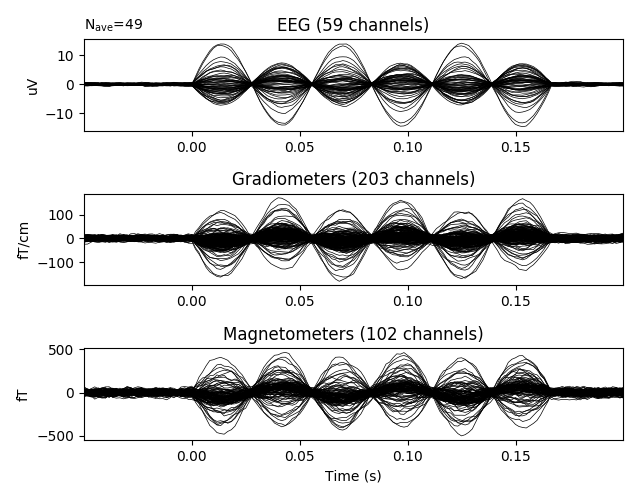 N_ave=49
EEG (59 channels)
10
0
−10
uV
0.00 0.05 0.10 0.15
Gradiometers (203 channels)
100
0
−100
fT/cm
0.00 0.05 0.10 0.15
Magnetometers (102 channels)
500
0
−500
fT
0.00 0.05 0.10 0.15
Time (s)